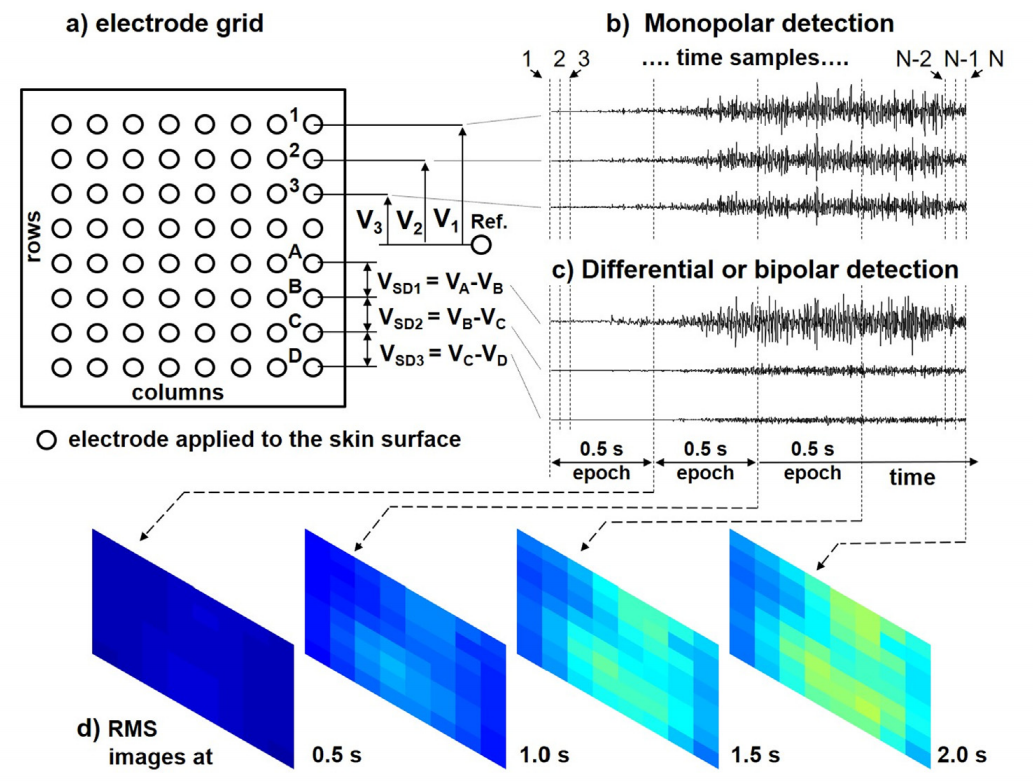 a) electrode grid
rows
columns
1
2
3
A
B
C
D
V3
V2
V1
Ref.
VSD1 = VA-VB
VSD2 = VB-VC
VSD3 = VC-VD
electrode applied to the skin surface
b) Monopolar detection
1 2 3 .... time samples.... N-2 N-1 N
c) Differential or bipolar detection
0.5 s
epoch
0.5 s
epoch
0.5 s
epoch
time
d) RMS
images at
0.5 s
1.0 s
1.5 s
2.0 s